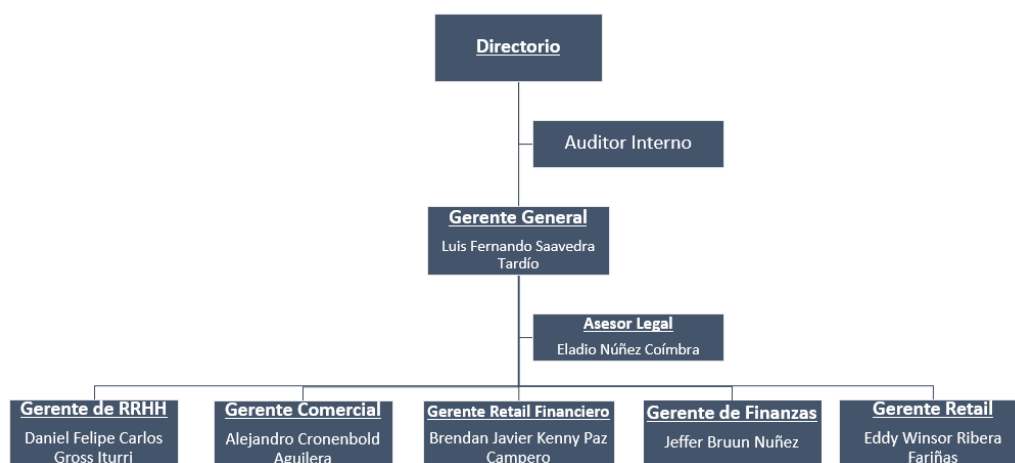 Directorio
Auditor Interno
Gerente General
Luis Fernando Saavedra
Tardío
Asesor Legal
Eladio Núñez Coímbra
Gerente de RRHH
Daniel Felipe Carlos
Gross Iturri
Gerente Comercial
Alejandro Cronenbold
Aguilera
Gerente Retail Financiero
Brendan Javier Kenny Paz
Campero
Gerente de Finanzas
Jeffer Bruun Nuñez
Gerente Retail
Eddy Winsor Ribera
Fariñas